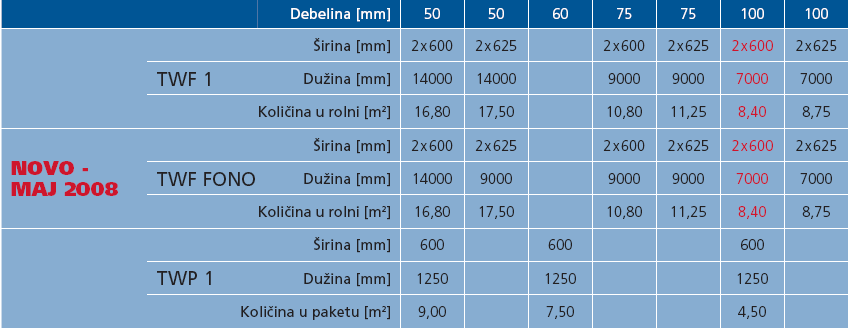 Debelina [mm] 50 50 60 75 75 100 100
Širina [mm] 2x600 2x625 2x600 2x625 2x600 2x625
TWF 1 Dužina [mm] 14000 14000 9000 9000 7000 7000
Količina u rolni [m²] 16,80 17,50 10,80 11,25 8,40 8,75
Širina [mm] 2x600 2x625 2x600 2x625 2x600 2x625
NOVO -
MAJ 2008
TWF FONO Dužina [mm] 14000 9000 9000 9000 7000 7000
Količina u rolni [m²] 16,80 17,50 10,80 11,25 8,40 8,75
Širina [mm] 600 600 600
TWP 1 Dužina [mm] 1250 1250 1250
Količina u paketu [m²] 9,00 7,50 4,50